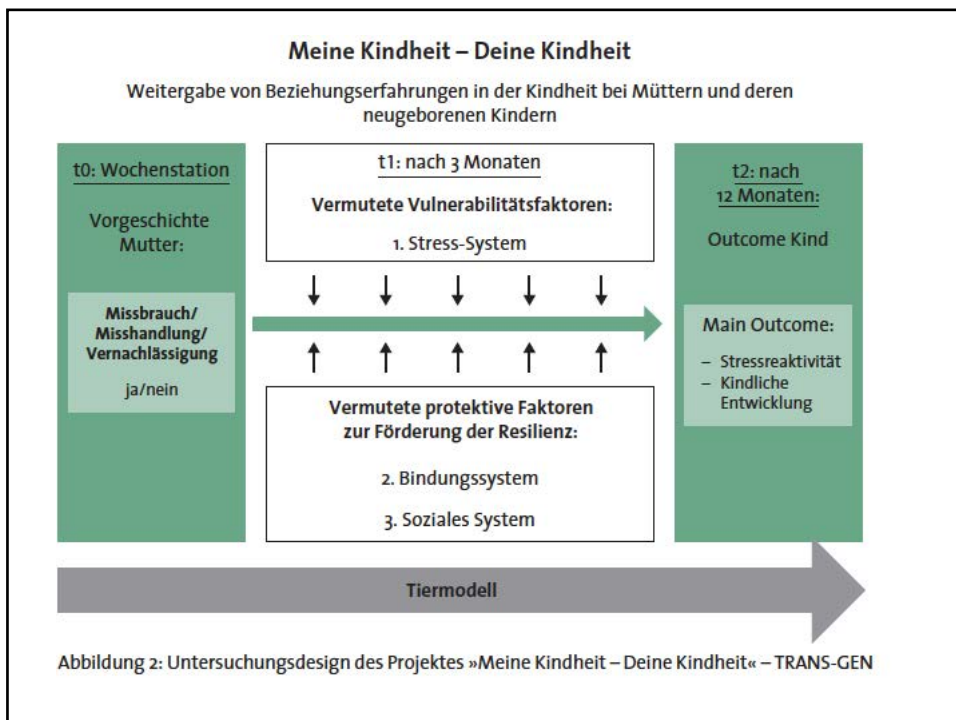 Meine Kindheit – Deine Kindheit
Weitergabe von Beziehungserfahrungen in der Kindheit bei Müttern und deren
neugeborenen Kindern
t0: Wochenstation
Vorgeschichte
Mutter:
Missbrauch/
Misshandlung/
Vernachlässigung
ja/nein
t1: nach 3 Monaten
Vermutete Vulnerabilitätsfaktoren:
1. Stress-System
Vermutete protektive Faktoren
zur Förderung der Resilienz:
2. Bindungssystem
3. Soziales System
t2: nach
12 Monaten:
Outcome Kind
Main Outcome:
– Stressreaktivität
– Kindliche
Entwicklung
Tiermodell
Abbildung 2: Untersuchungsdesign des Projektes »Meine Kindheit – Deine Kindheit« – TRANS-GEN